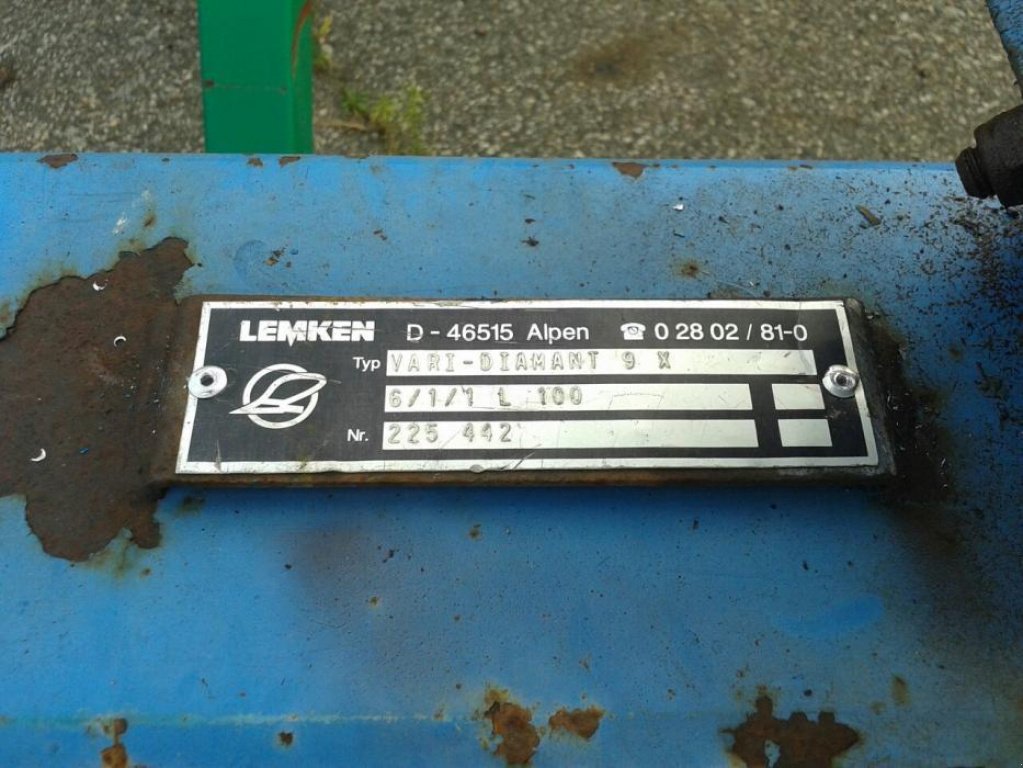 LEMKEN D-46515 Alpen ☎ 0 28 02 / 81-0
Typ VARI-DIAMANT 9 X
6/1/1 L 100
Nr. 225 442